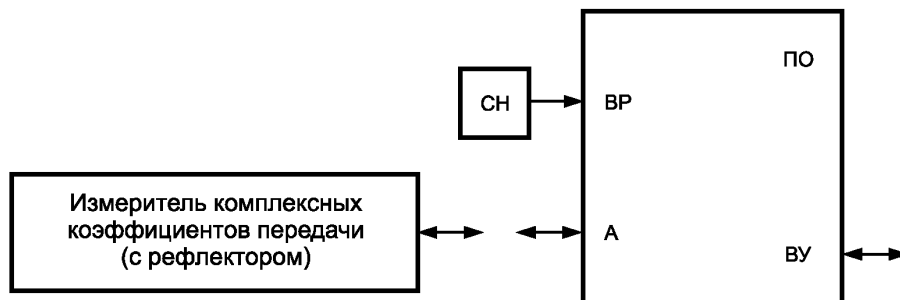 ПО
СН
ВР
Измеритель комплексных
коэффициентов передачи
(с рефлектором)
А
ВУ